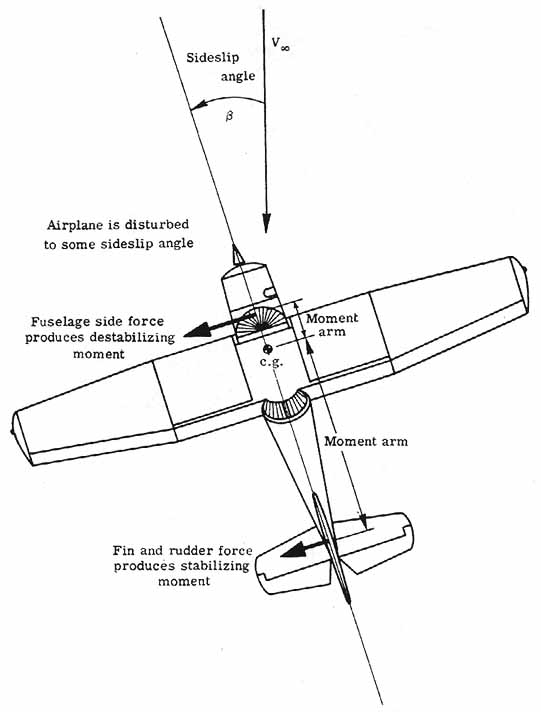 Sideslip
angle
V∞
β
Airplane is disturbed
to some sideslip angle
Fuselage side force
produces destabilizing
moment
Moment
arm
c.g.
Moment arm
Fin and rudder force
produces stabilizing
moment